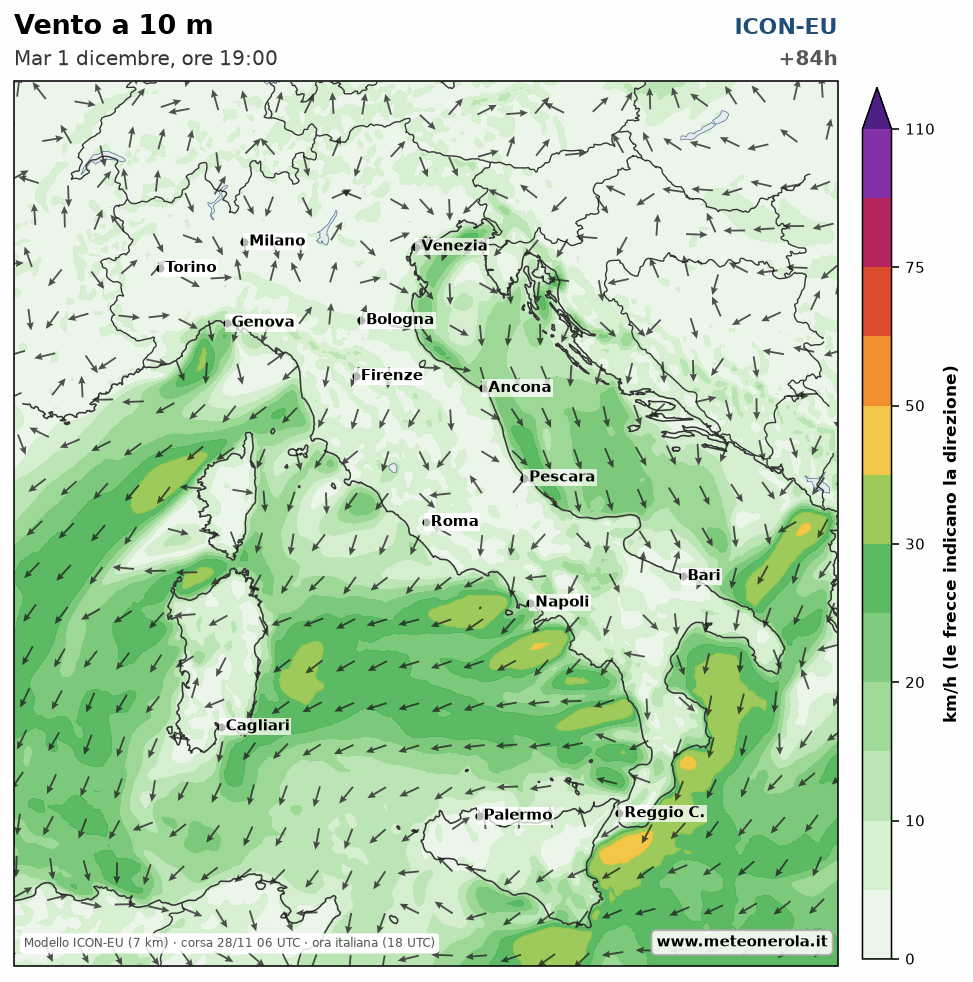 Vento a 10 m
ICON-EU
Mar 1 dicembre, ore 19:00
+84h
110
75
50
30
20
10
0
km/h (le frecce indicano la direzione)
Milano
Venezia
Torino
Genova
Bologna
Firenze
Ancona
Pescara
Roma
Bari
Napoli
Cagliari
Palermo
Reggio C.
Modello ICON-EU (7 km) · corsa 28/11 06 UTC · ora italiana (18 UTC)
www.meteonerola.it